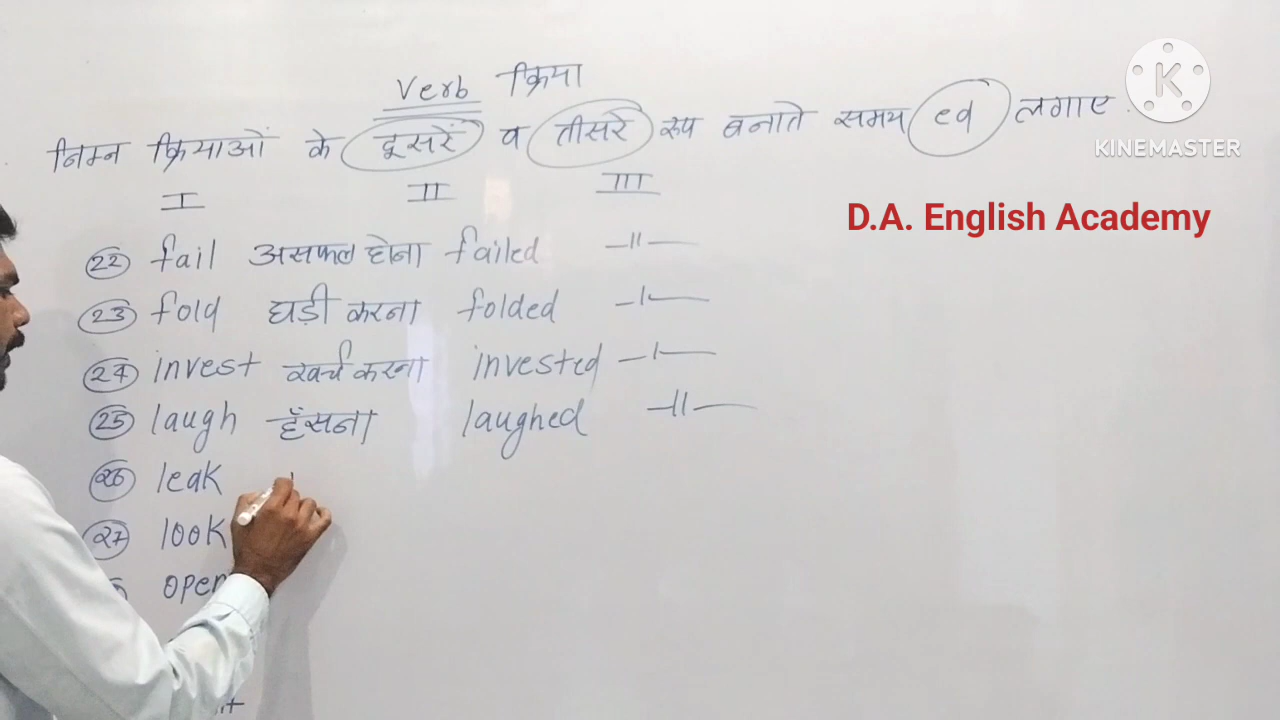 Verb क्रिया
निम्न क्रियाओं के दूसरे व तीसरे रूप बनाते समय ed लगाए.
I II III
22 fail असफल होना failed -॥-
23 fold घड़ी करना folded -।-
24 invest खर्च करना invested -।-
25 laugh हँसना laughed -॥-
26 leak
27 look
open
K
KINEMASTER
D.A. English Academy